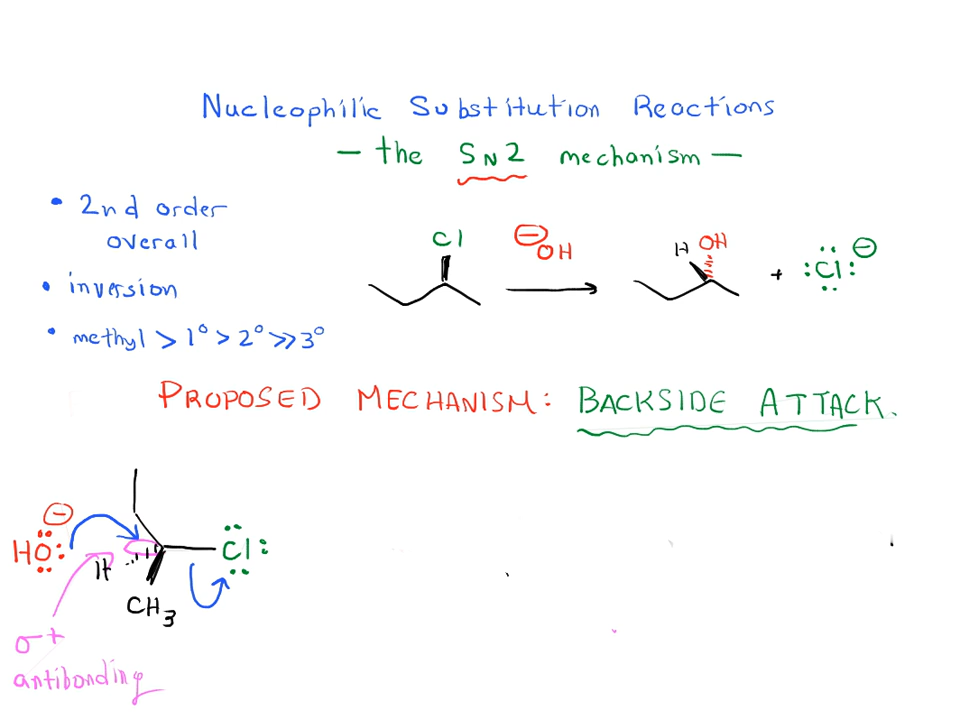 Nucleophilic Substitution Reactions
– the SN2 mechanism –
• 2nd order
overall
• inversion
• methyl > 1° > 2° >> 3°
Cl ⊖OH H OH + :Cl: ⊖
PROPOSED MECHANISM: BACKSIDE ATTACK.
⊖
HO: H Cl:
CH3
σ+
antibonding